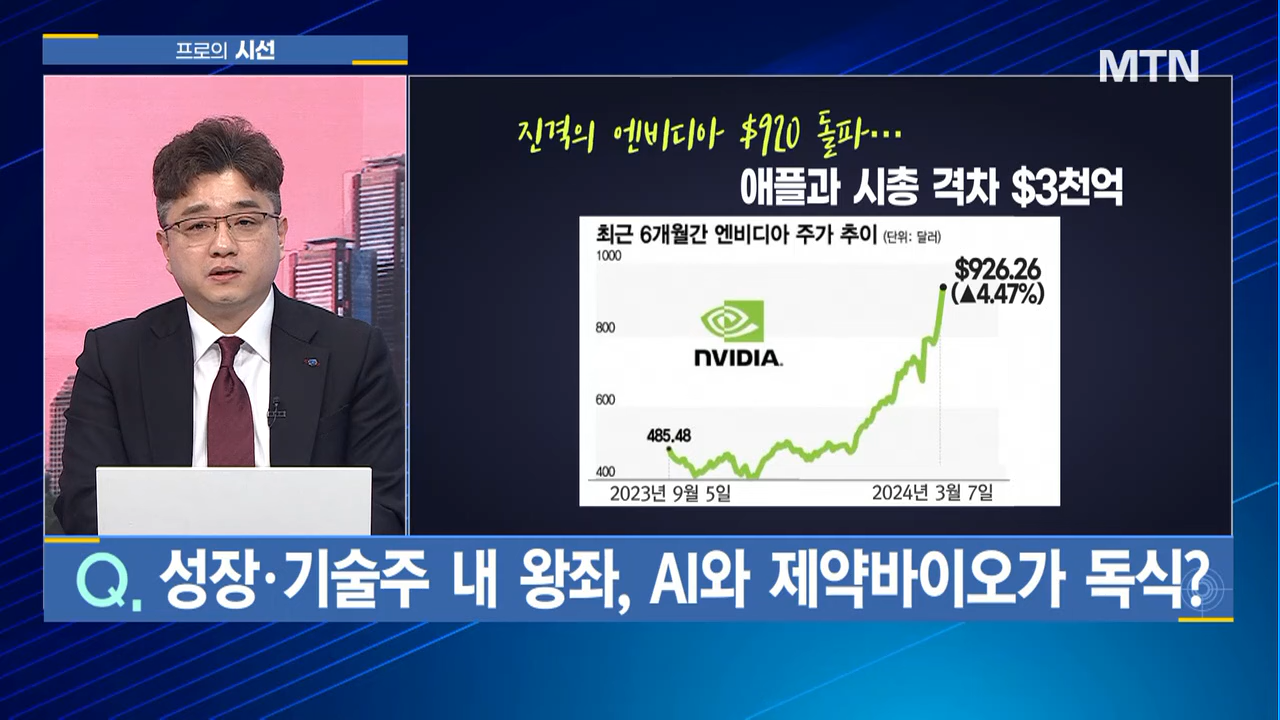 프로의 시선
MTN
진격의 엔비디아 $920 돌파…
애플과 시총 격차 $3천억
최근 6개월간 엔비디아 주가 추이 (단위: 달러)
1000
$926.26
(▲4.47%)
800
NVIDIA.
600
485.48
400
2023년 9월 5일
2024년 3월 7일
Q. 성장·기술주 내 왕좌, AI와 제약바이오가 독식?